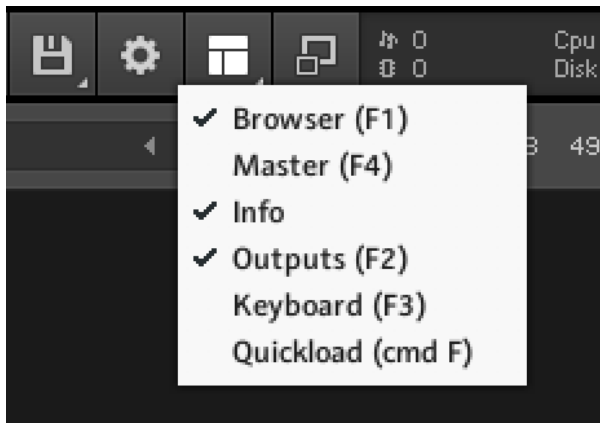 0 Cpu
0 Disk
Browser (F1)
Master (F4)
Info
Outputs (F2)
Keyboard (F3)
Quickload (cmd F)
49